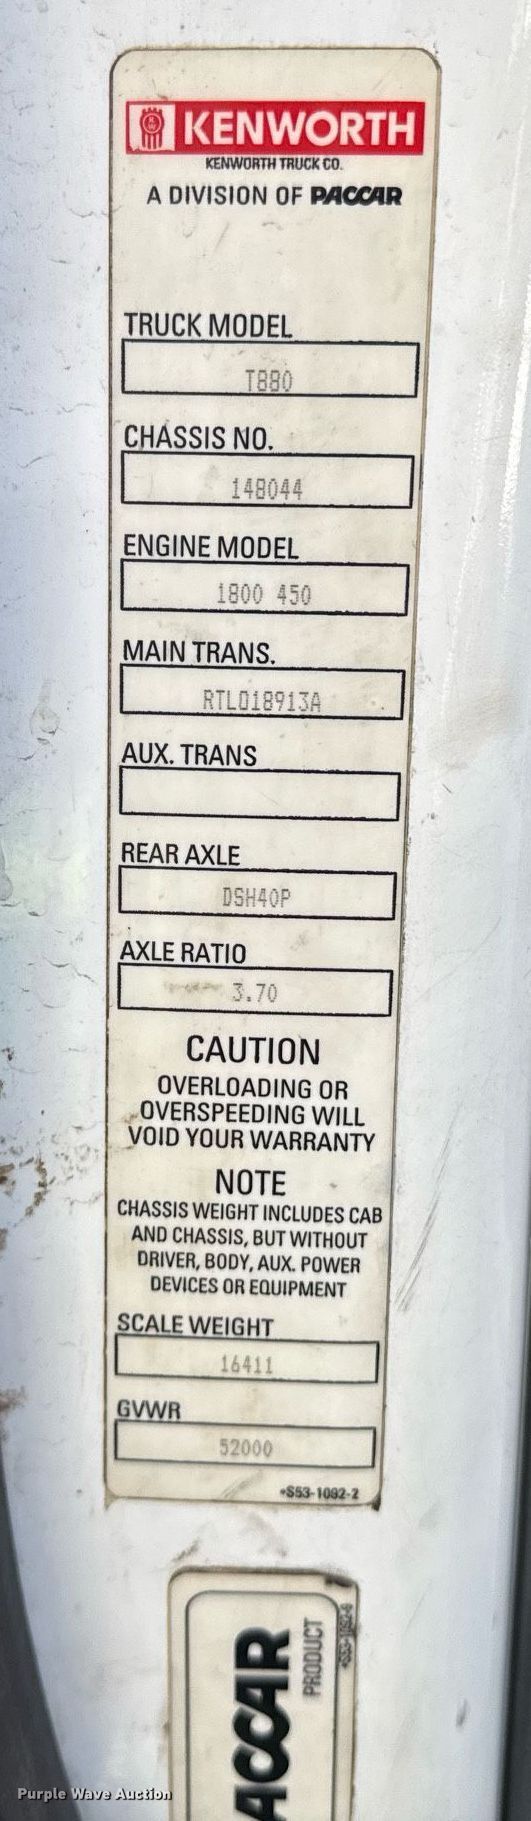 KENWORTH
KENWORTH TRUCK CO.
A DIVISION OF PACCAR
TRUCK MODEL
T880
CHASSIS NO.
148044
ENGINE MODEL
1800 450
MAIN TRANS.
RTLO18913A
AUX. TRANS
REAR AXLE
DSH40P
AXLE RATIO
3.70
CAUTION
OVERLOADING OR
OVERSPEEDING WILL
VOID YOUR WARRANTY
NOTE
CHASSIS WEIGHT INCLUDES CAB
AND CHASSIS, BUT WITHOUT
DRIVER, BODY, AUX. POWER
DEVICES OR EQUIPMENT
SCALE WEIGHT
16411
GVWR
52000
•S53-1092-2
ACCAR
PRODUCT
Purple Wave Auction